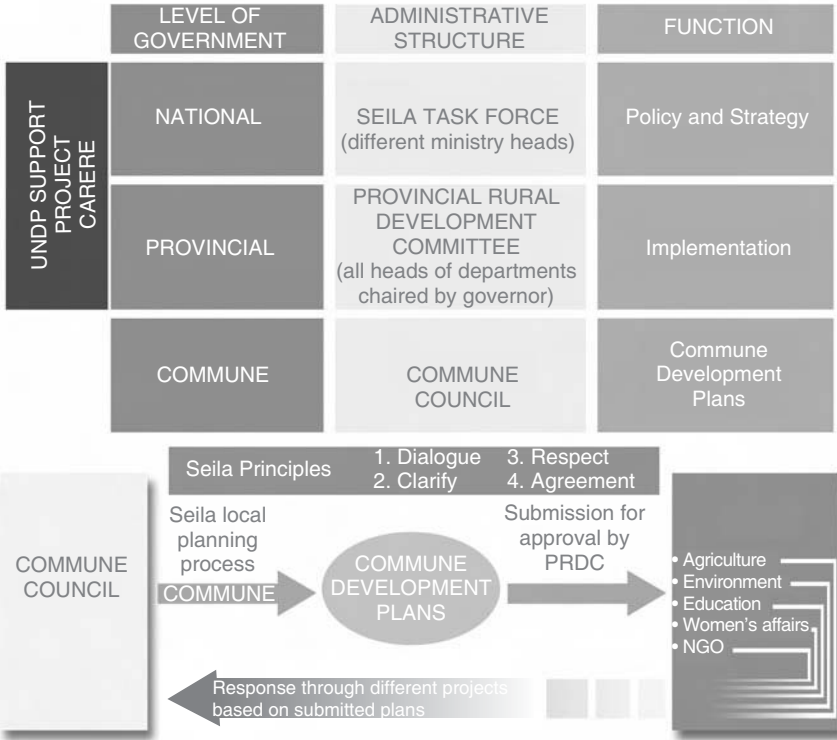 LEVEL OF
GOVERNMENT
ADMINISTRATIVE
STRUCTURE
FUNCTION
UNDP SUPPORT
PROJECT
CARERE
NATIONAL
SEILA TASK FORCE
(different ministry heads)
Policy and Strategy
PROVINCIAL
PROVINCIAL RURAL
DEVELOPMENT
COMMITTEE
(all heads of departments
chaired by governor)
Implementation
COMMUNE
COMMUNE
COUNCIL
Commune
Development
Plans
Seila Principles
1. Dialogue
2. Clarify
3. Respect
4. Agreement
COMMUNE
COUNCIL
Seila local
planning
process
COMMUNE
COMMUNE
DEVELOPMENT
PLANS
Submission for
approval by
PRDC
• Agriculture
• Environment
• Education
• Women's affairs
• NGO
Response through different projects
based on submitted plans